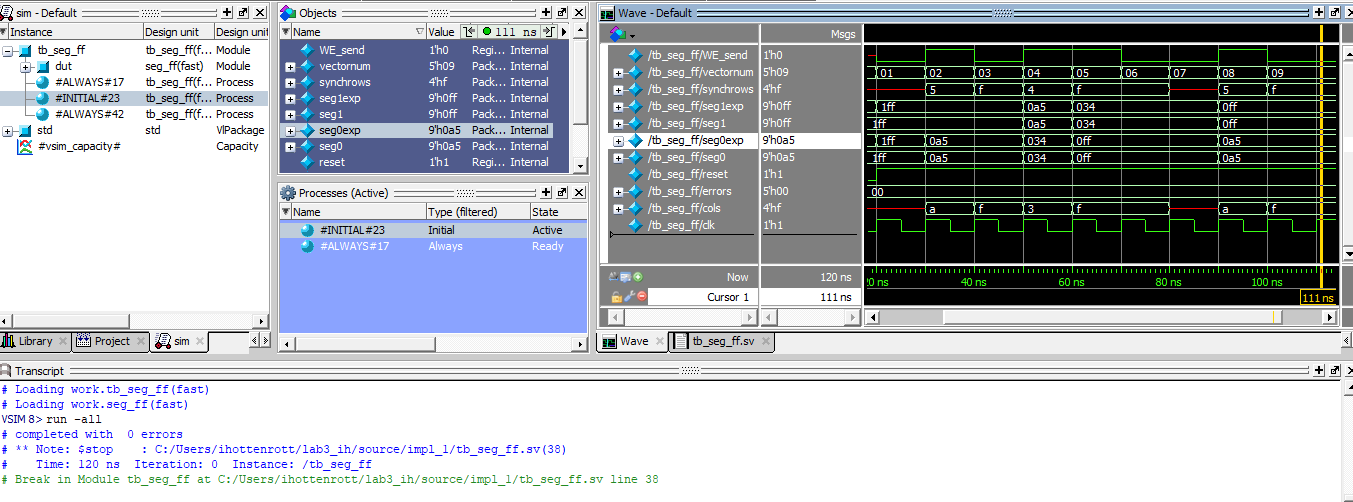 sim - Default
Instance Design unit Design unit
tb_seg_ff tb_seg_ff(f... Module
dut seg_ff(fast) Module
#ALWAYS#17 tb_seg_ff(f... Process
#INITIAL#23 tb_seg_ff(f... Process
#ALWAYS#42 tb_seg_ff(f... Process
std std VlPackage
#vsim_capacity# Capacity
Library Project sim
Objects
Name Value 111 ns
WE_send 1'h0 Regi... Internal
vectornum 5'h09 Pack... Internal
synchrows 4'hf Pack... Internal
seg1exp 9'h0ff Pack... Internal
seg1 9'h0ff Pack... Internal
seg0exp 9'h0a5 Pack... Internal
seg0 9'h0a5 Pack... Internal
reset 1'h1 Regi... Internal
Processes (Active)
Name Type (filtered) State
#INITIAL#23 Initial Active
#ALWAYS#17 Always Ready
Wave - Default
Msgs
/tb_seg_ff/WE_send 1'h0
/tb_seg_ff/vectornum 5'h09 01 02 03 04 05 06 07 08 09
/tb_seg_ff/synchrows 4'hf 5 f 4 f 5 f
/tb_seg_ff/seg1exp 9'h0ff 1ff 0a5 034 0ff
/tb_seg_ff/seg1 9'h0ff 1ff 0a5 034 0ff
/tb_seg_ff/seg0exp 9'h0a5 1ff 0a5 034 0ff 0a5
/tb_seg_ff/seg0 9'h0a5 1ff 0a5 034 0ff 0a5
/tb_seg_ff/reset 1'h1
/tb_seg_ff/errors 5'h00 00
/tb_seg_ff/cols 4'hf a f 3 f a f
/tb_seg_ff/clk 1'h1
Now 120 ns 40 ns 60 ns 80 ns 100 ns
Cursor 1 111 ns 111 ns
Wave tb_seg_ff.sv
Transcript
# Loading work.tb_seg_ff(fast)
# Loading work.seg_ff(fast)
VSIM 8> run -all
# completed with  0 errors
# ** Note: $stop    : C:/Users/ihottenrott/lab3_ih/source/impl_1/tb_seg_ff.sv(38)
#    Time: 120 ns  Iteration: 0  Instance: /tb_seg_ff
# Break in Module tb_seg_ff at C:/Users/ihottenrott/lab3_ih/source/impl_1/tb_seg_ff.sv line 38